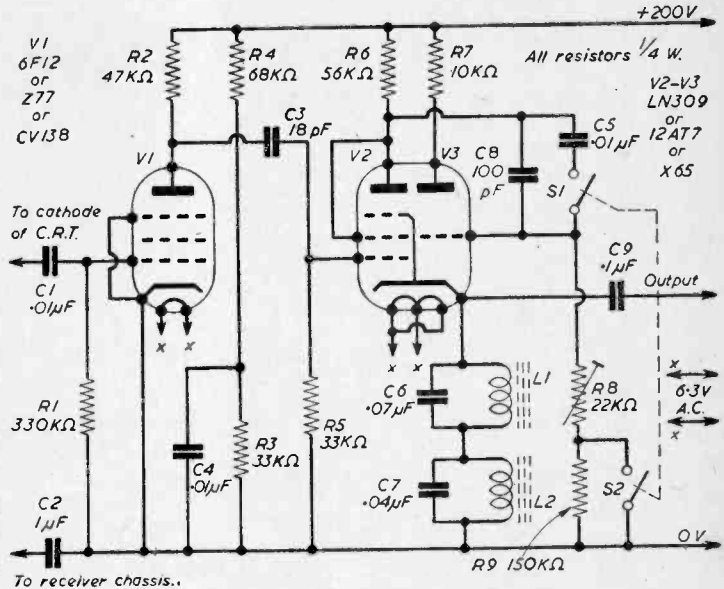 +200V
V1
6F12
or
Z77
or
CV138
R2
47KΩ
R4
68KΩ
R6
56KΩ
R7
10KΩ
All resistors 1/4 W.
V2-V3
LN309
or
12AT7
or
X65
C3
18pF
V1
V2
V3
C8
100
pF
C5
.01μF
S1
To cathode
of C.R.T.
C1
.01μF
C9
.1μF
Output
x x
x x
R1
330KΩ
C4
.01μF
R3
33KΩ
R5
33KΩ
C6
.07μF
L1
C7
.04μF
L2
R8
22KΩ
x
6.3V
A.C.
x
S2
C2
1μF
R9 150KΩ
0V
To receiver chassis..